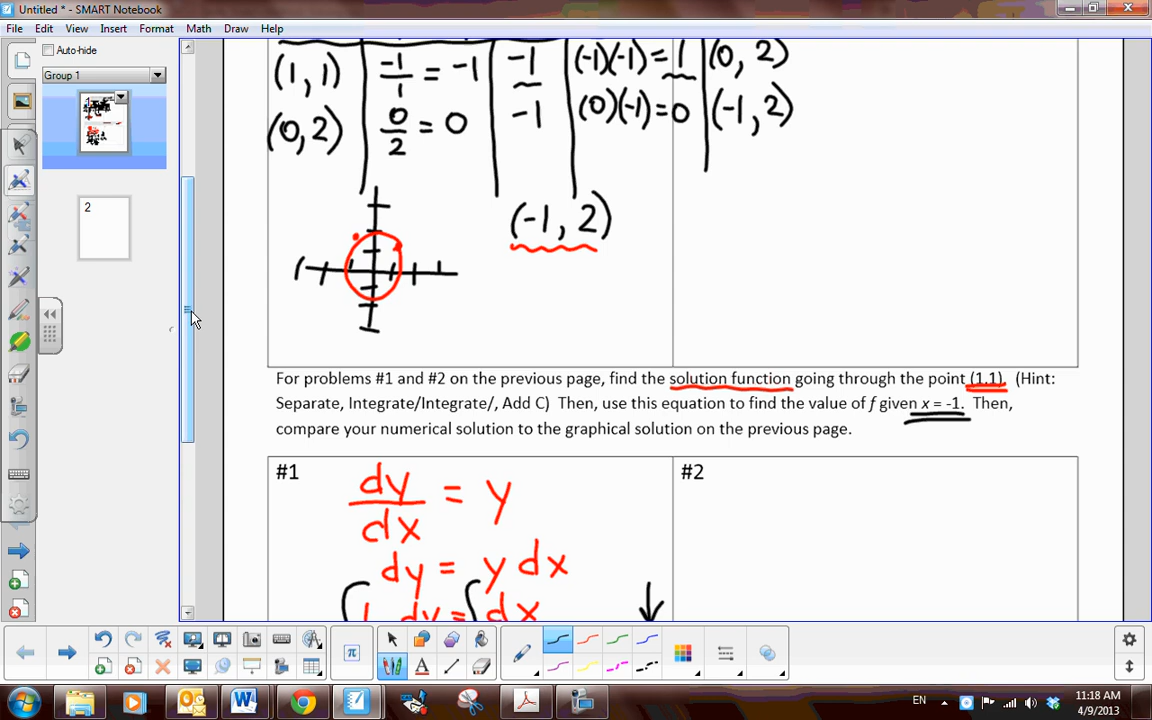 Untitled * - SMART Notebook
File Edit View Insert Format Math Draw Help
Auto-hide
Group 1
2
(1, 1) -1/1 = -1 -1 (-1)(-1) = 1 (0, 2)
(0, 2) 0/2 = 0 -1 (0)(-1) = 0 (-1, 2)
(-1, 2)
For problems #1 and #2 on the previous page, find the solution function going through the point (1,1). (Hint:
Separate, Integrate/Integrate/, Add C) Then, use this equation to find the value of f given x = -1. Then,
compare your numerical solution to the graphical solution on the previous page.
#1
dy/dx = y
dy = y dx
dy = dx
#2
EN
11:18 AM
4/9/2013